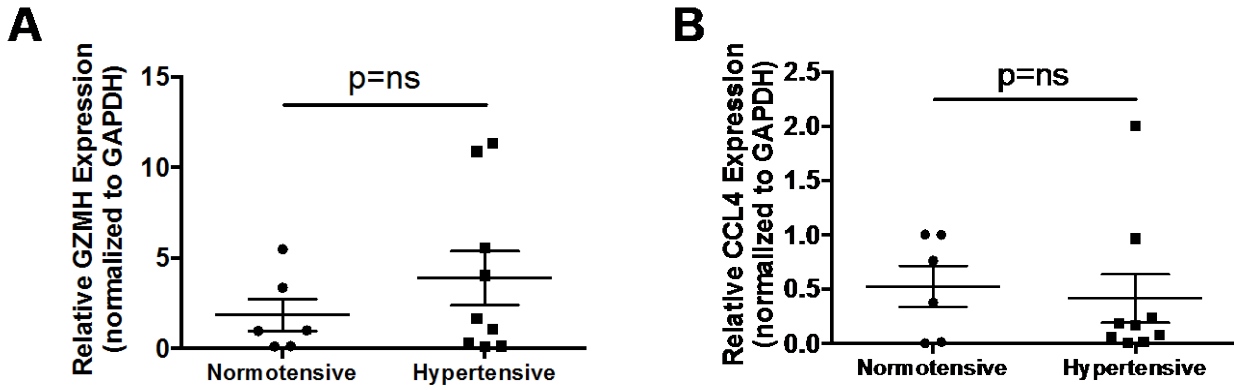 A
Relative GZMH Expression
(normalized to GAPDH)
15
10
5
0
p=ns
Normotensive
Hypertensive
B
Relative CCL4 Expression
(normalized to GAPDH)
2.5
2.0
1.5
1.0
0.5
0.0
p=ns
Normotensive
Hypertensive